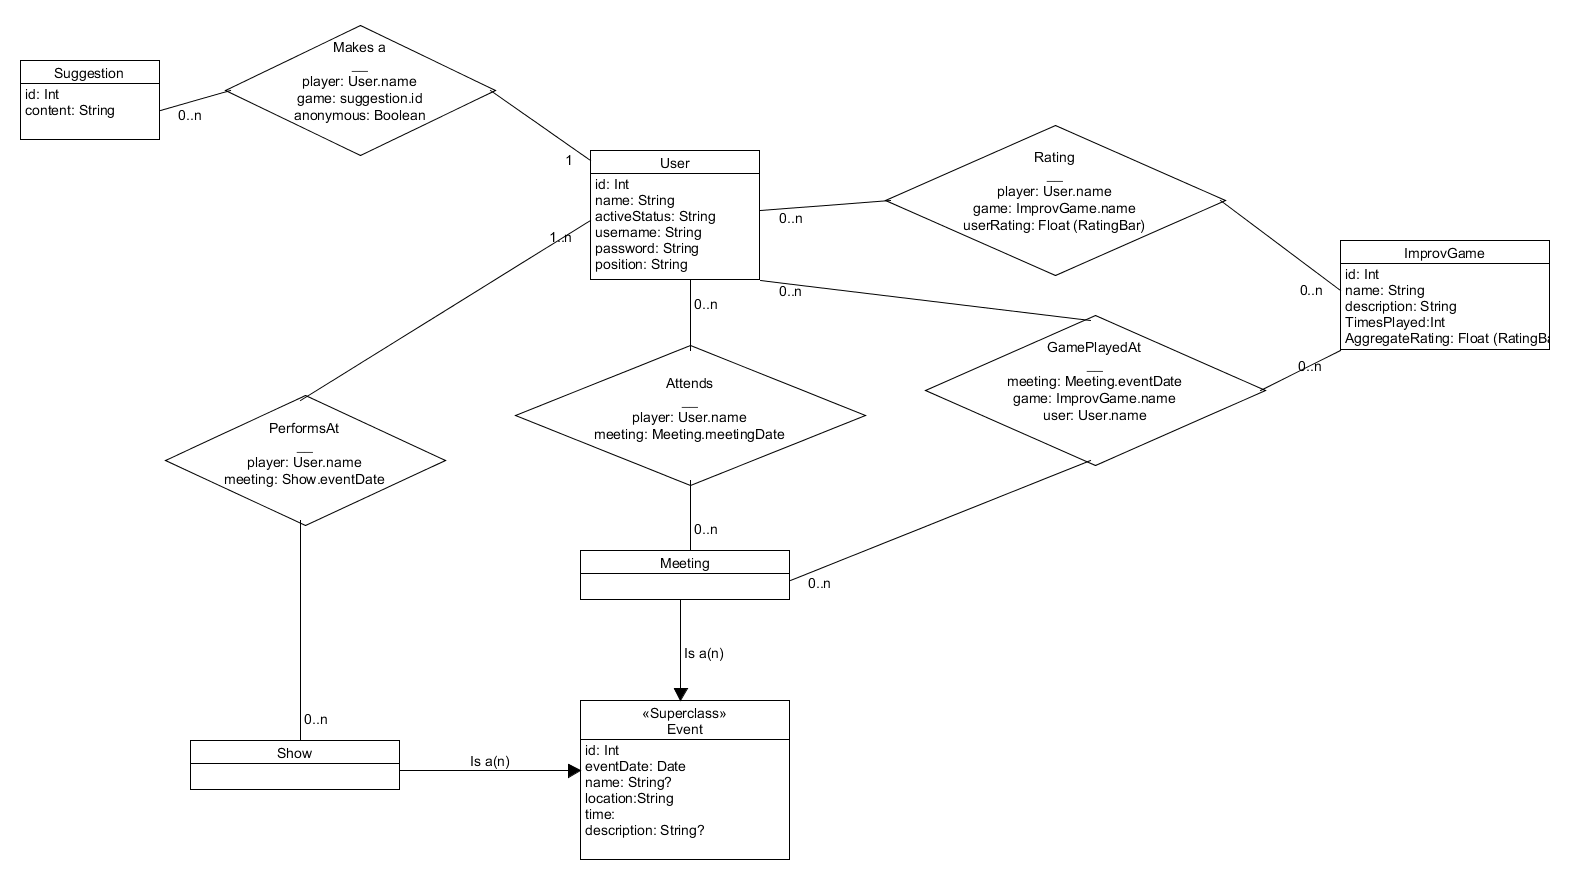 Makes a
__
player: User.name
game: suggestion.id
anonymous: Boolean
Suggestion
id: Int
content: String
0..n
1
User
id: Int
name: String
activeStatus: String
username: String
password: String
position: String
Rating
__
player: User.name
game: ImprovGame.name
userRating: Float (RatingBar)
0..n
0..n
ImprovGame
id: Int
name: String
description: String
TimesPlayed:Int
AggregateRating: Float (RatingBa
1..n
0..n
0..n
GamePlayedAt
__
meeting: Meeting.eventDate
game: ImprovGame.name
user: User.name
0..n
Attends
__
player: User.name
meeting: Meeting.meetingDate
PerformsAt
__
player: User.name
meeting: Show.eventDate
0..n
Meeting
0..n
Is a(n)
0..n
Show
Is a(n)
«Superclass»
Event
id: Int
eventDate: Date
name: String?
location:String
time:
description: String?